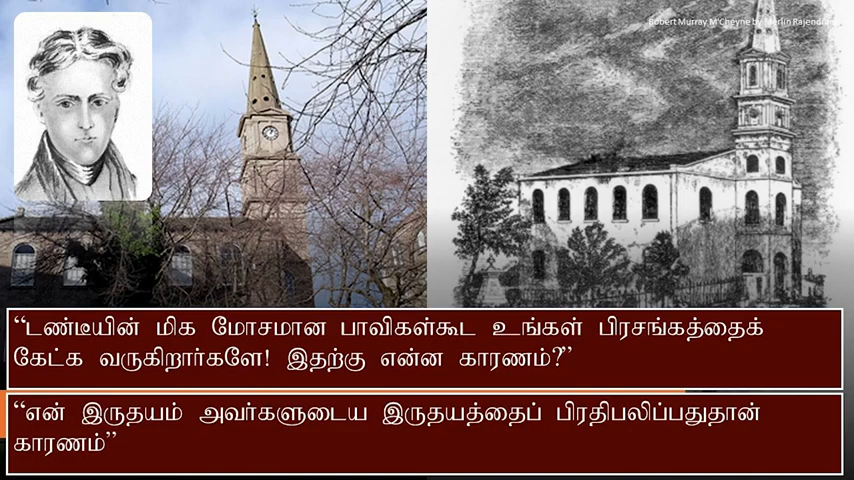 Robert Murray M'Cheyne by Merlin Rajendram
“டண்டீயின் மிக மோசமான பாவிகள்கூட உங்கள் பிரசங்கத்தைக்
கேட்க வருகிறார்களே! இதற்கு என்ன காரணம்?”
“என் இருதயம் அவர்களுடைய இருதயத்தைப் பிரதிபலிப்பதுதான்
காரணம்”